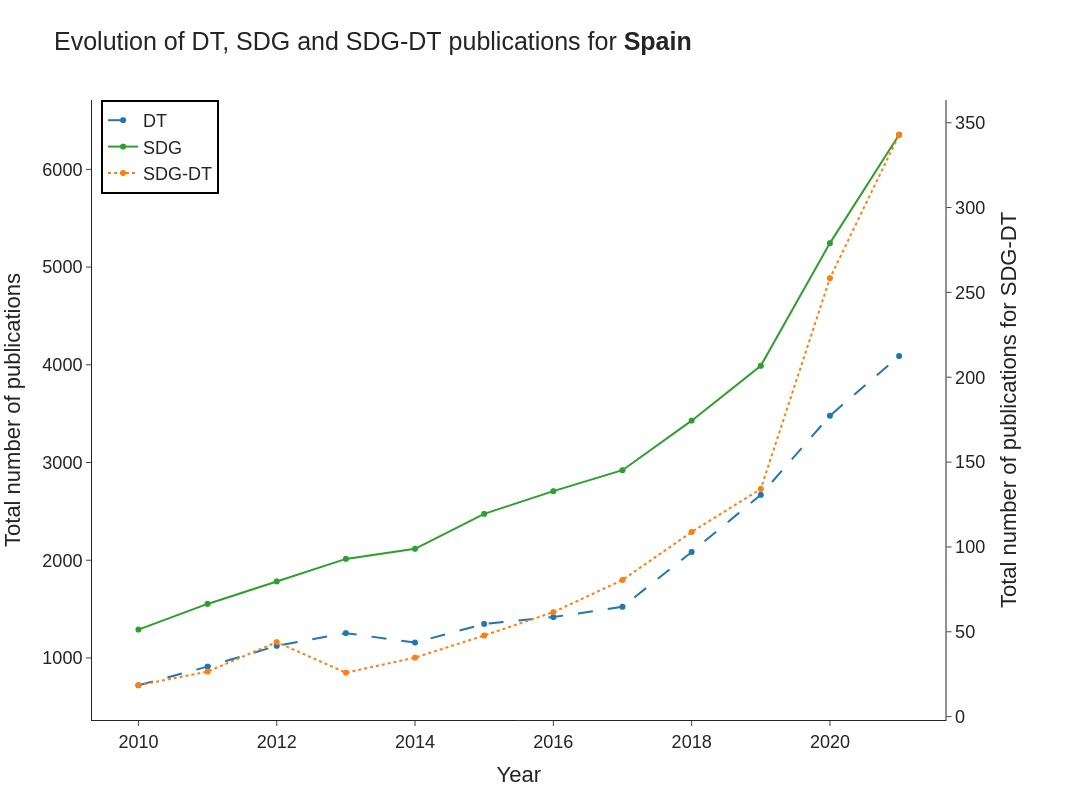 Evolution of DT, SDG and SDG-DT publications for Spain
DT
SDG
SDG-DT
Total number of publications
6000
5000
4000
3000
2000
1000
350
300
250
200
150
100
50
0
Total number of publications for SDG-DT
2010 2012 2014 2016 2018 2020
Year